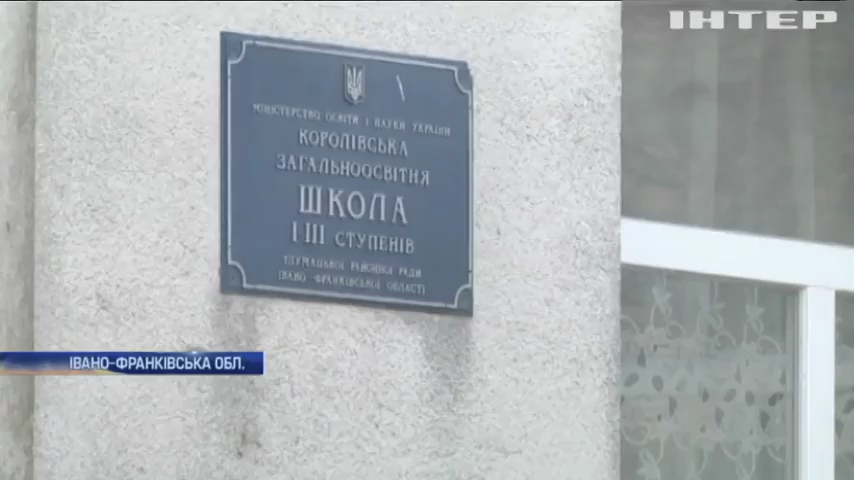 ІНТЕР
МІНІСТЕРСТВО ОСВІТИ І НАУКИ УКРАЇНИ
КОРОЛІВСЬКА
ЗАГАЛЬНООСВІТНЯ
ШКОЛА
І-ІІІ СТУПЕНІВ
ТЛУМАЦЬКОЇ РАЙОННОЇ РАДИ
ІВАНО-ФРАНКІВСЬКОЇ ОБЛАСТІ
ІВАНО-ФРАНКІВСЬКА ОБЛ.